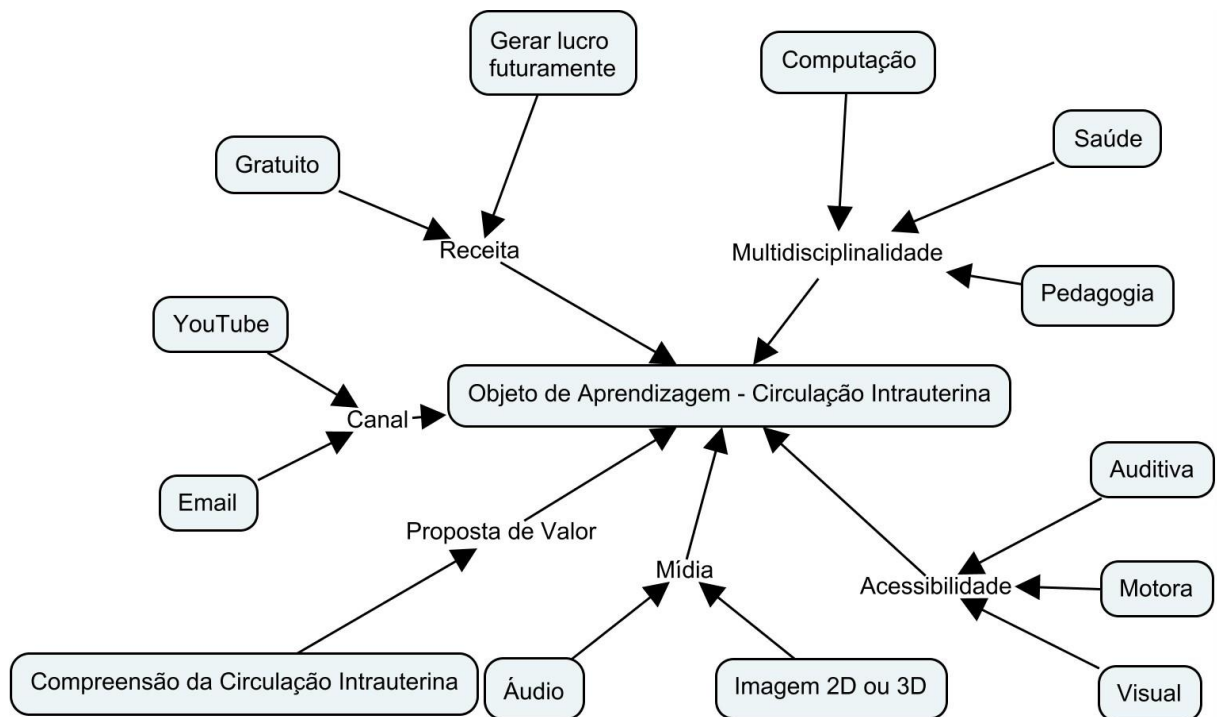 Gerar lucro
futuramente
Computação
Gratuito
Saúde
Receita
Multidisciplinalidade
Pedagogia
YouTube
Objeto de Aprendizagem - Circulação Intrauterina
Canal
Email
Proposta de Valor
Mídia
Auditiva
Acessibilidade
Motora
Compreensão da Circulação Intrauterina
Áudio
Imagem 2D ou 3D
Visual